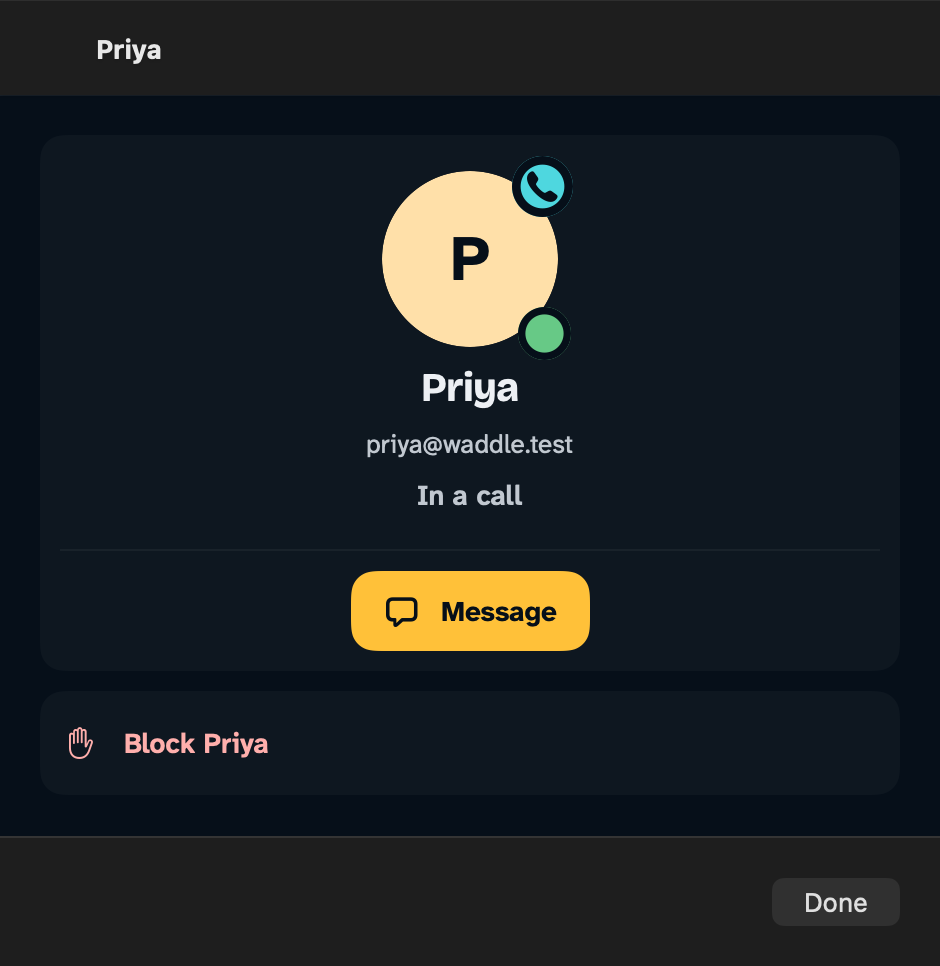 Priya
P
Priya
priya@waddle.test
In a call
Message
Block Priya
Done